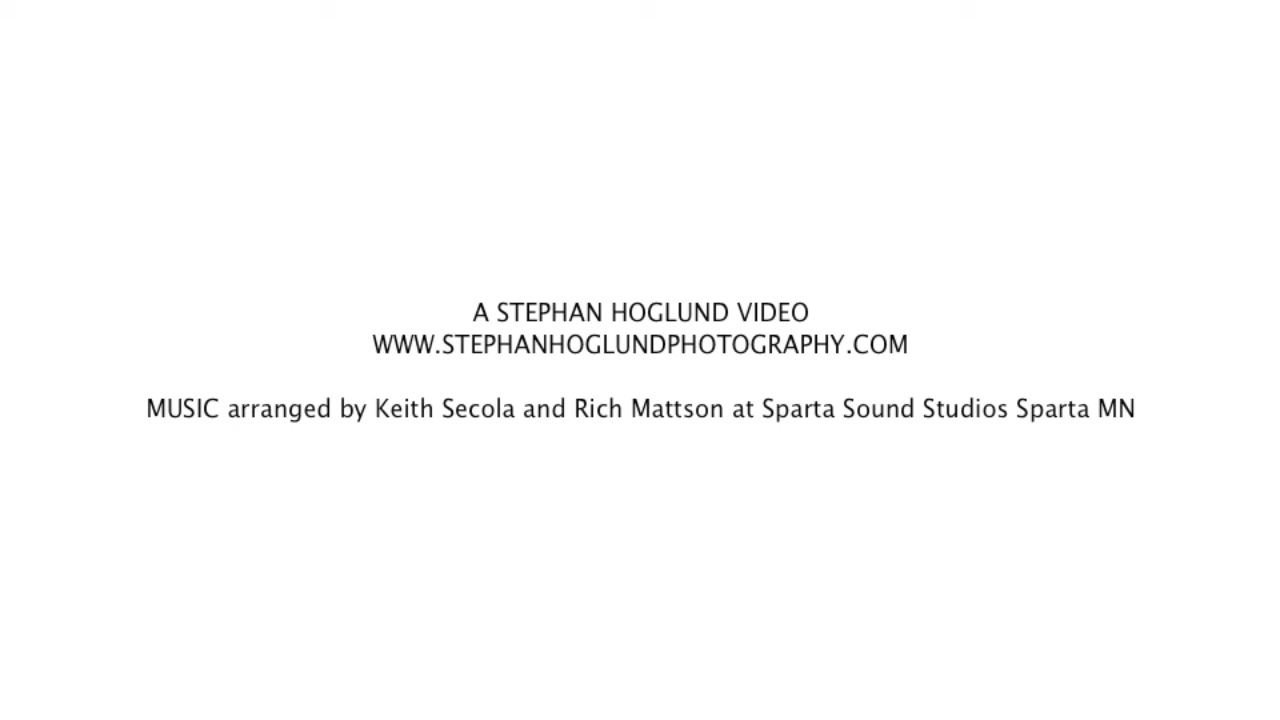 A STEPHAN HOGLUND VIDEO
WWW.STEPHANHOGLUNDPHOTOGRAPHY.COM
MUSIC arranged by Keith Secola and Rich Mattson at Sparta Sound Studios Sparta MN